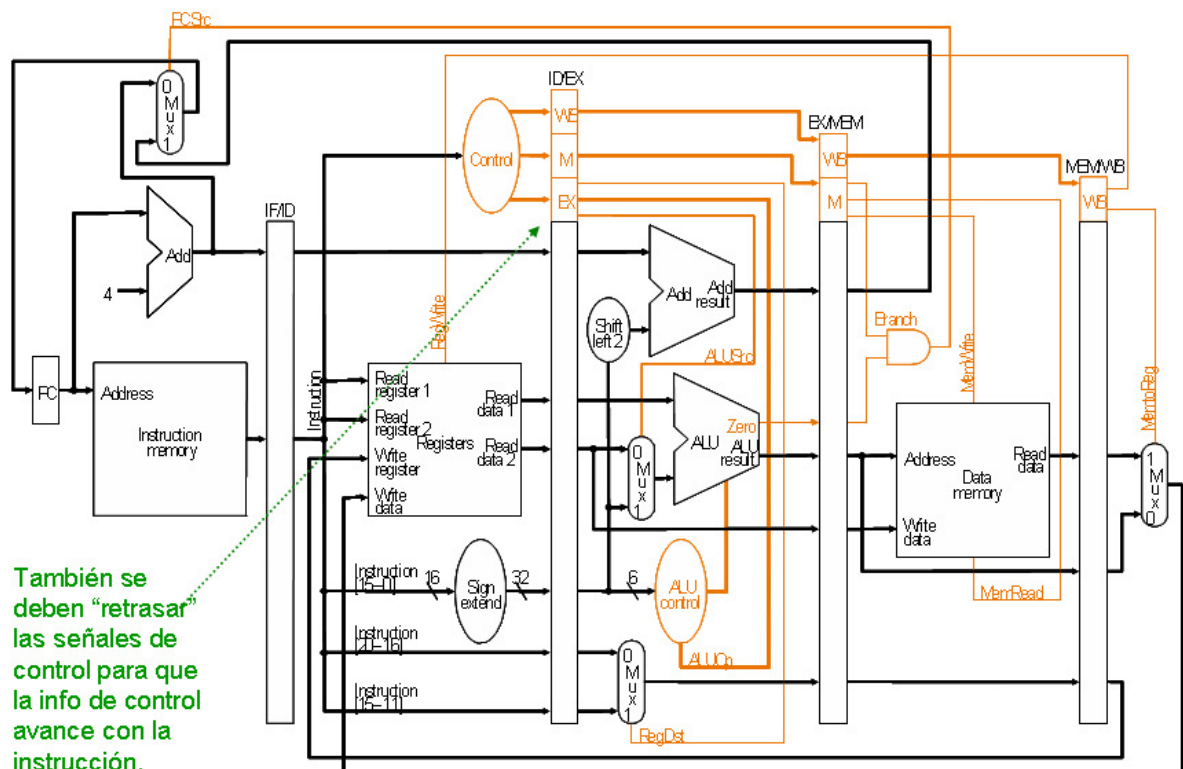 PCSrc
0
M
u
x
1
ID/EX
WB
EX/MEM
Control
M
WB
MEM/WB
IF/ID
EX
M
WB
Add
4
Add
Add
result
Branch
Shift
left 2
RegWrite
ALUSrc
MemWrite
MemtoReg
PC
Address
Instruction
memory
Instruction
Read
register 1
Read
register 2
Registers
Write
register
Write
data
Read
data 1
Read
data 2
0
M
u
x
1
Zero
ALU
ALU
result
Address
Read
data
Data
memory
Write
data
1
M
u
x
0
También se
deben “retrasar”
las señales de
control para que
la info de control
avance con la
instrucción.
Instruction
[15–0]
16
Sign
extend
32
6
ALU
control
MemRead
Instruction
[20–16]
ALUOp
0
M
u
x
1
Instruction
[15–11]
RegDst